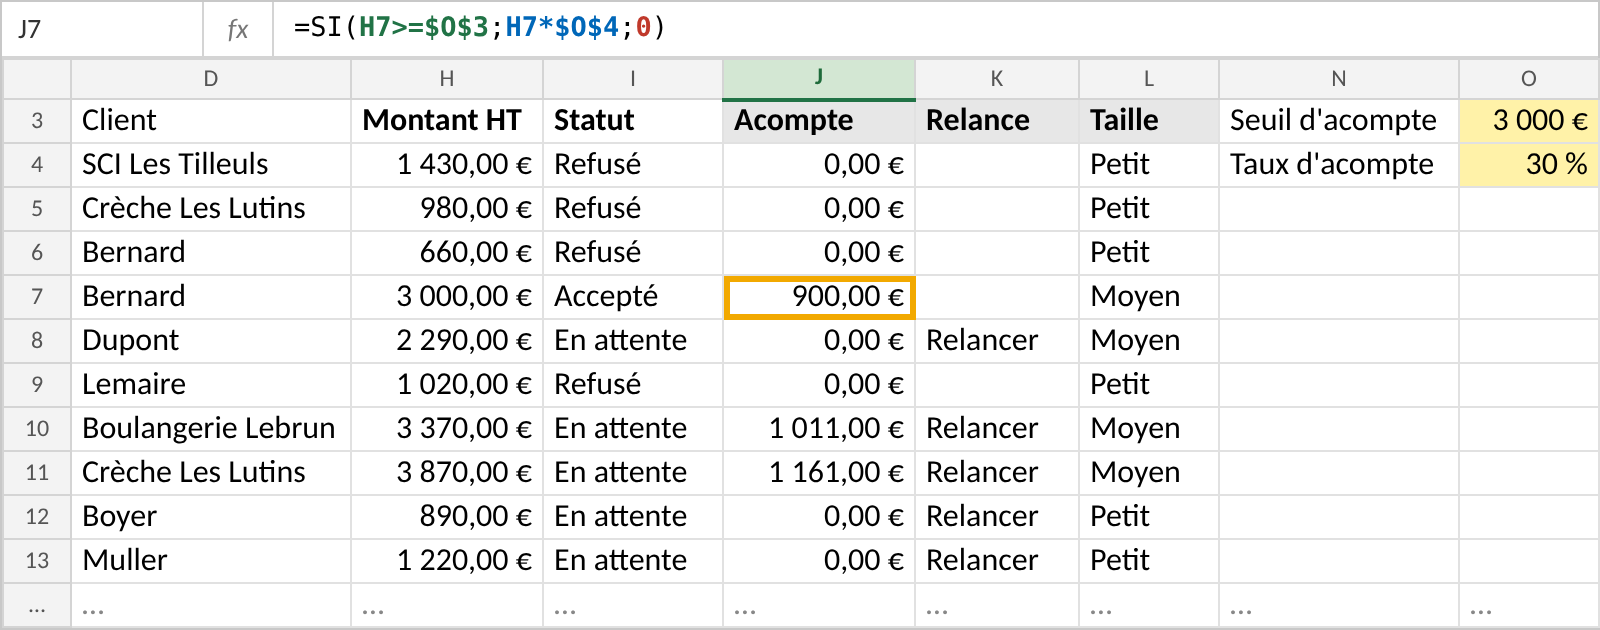 J7 fx =SI(H7>=$O$3;H7*$O$4;0)
D H I J K L N O
3 Client Montant HT Statut Acompte Relance Taille Seuil d'acompte 3 000 €
4 SCI Les Tilleuls 1 430,00 € Refusé 0,00 € Petit Taux d'acompte 30 %
5 Crèche Les Lutins 980,00 € Refusé 0,00 € Petit
6 Bernard 660,00 € Refusé 0,00 € Petit
7 Bernard 3 000,00 € Accepté 900,00 € Moyen
8 Dupont 2 290,00 € En attente 0,00 € Relancer Moyen
9 Lemaire 1 020,00 € Refusé 0,00 € Petit
10 Boulangerie Lebrun 3 370,00 € En attente 1 011,00 € Relancer Moyen
11 Crèche Les Lutins 3 870,00 € En attente 1 161,00 € Relancer Moyen
12 Boyer 890,00 € En attente 0,00 € Relancer Petit
13 Muller 1 220,00 € En attente 0,00 € Relancer Petit
... ... ... ... ... ... ... ... ...